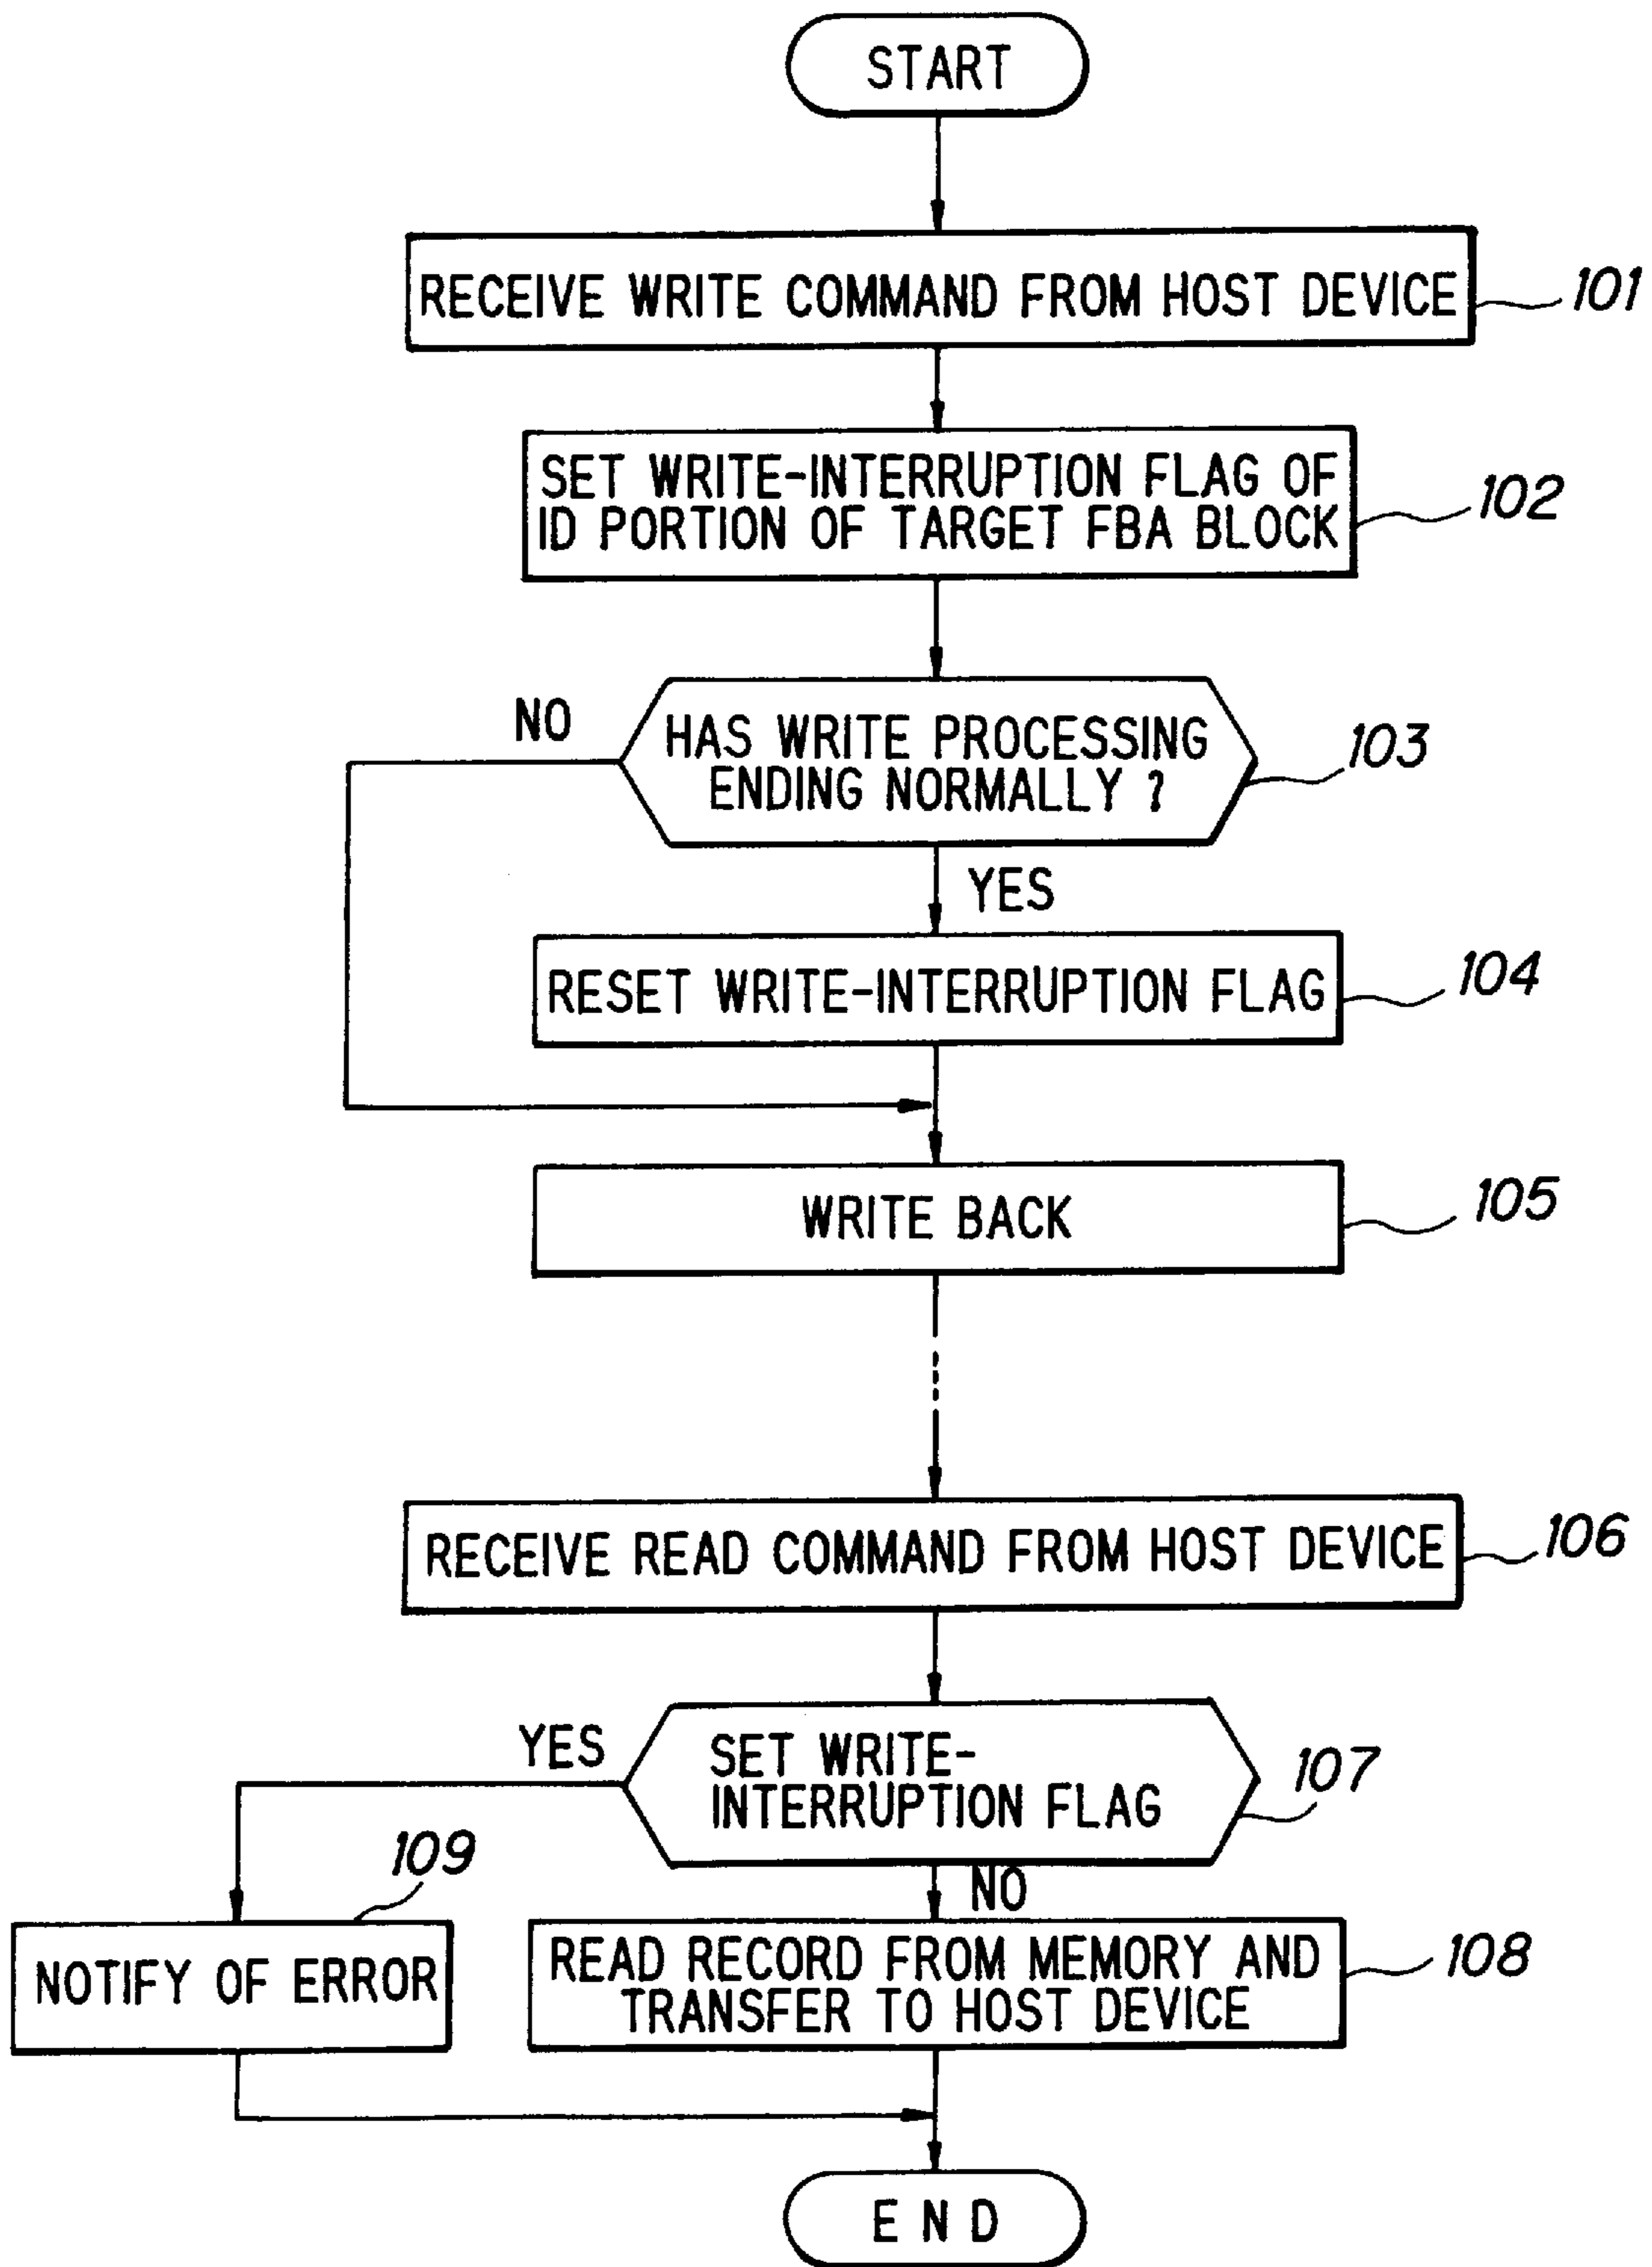 START
RECEIVE WRITE COMMAND FROM HOST DEVICE
101
SET WRITE-INTERRUPTION FLAG OF
ID PORTION OF TARGET FBA BLOCK
102
NO
HAS WRITE PROCESSING
ENDING NORMALLY ?
103
YES
RESET WRITE-INTERRUPTION FLAG
104
WRITE BACK
105
RECEIVE READ COMMAND FROM HOST DEVICE
106
YES
SET WRITE-
INTERRUPTION FLAG
107
109
NO
NOTIFY OF ERROR
READ RECORD FROM MEMORY AND
TRANSFER TO HOST DEVICE
108
END